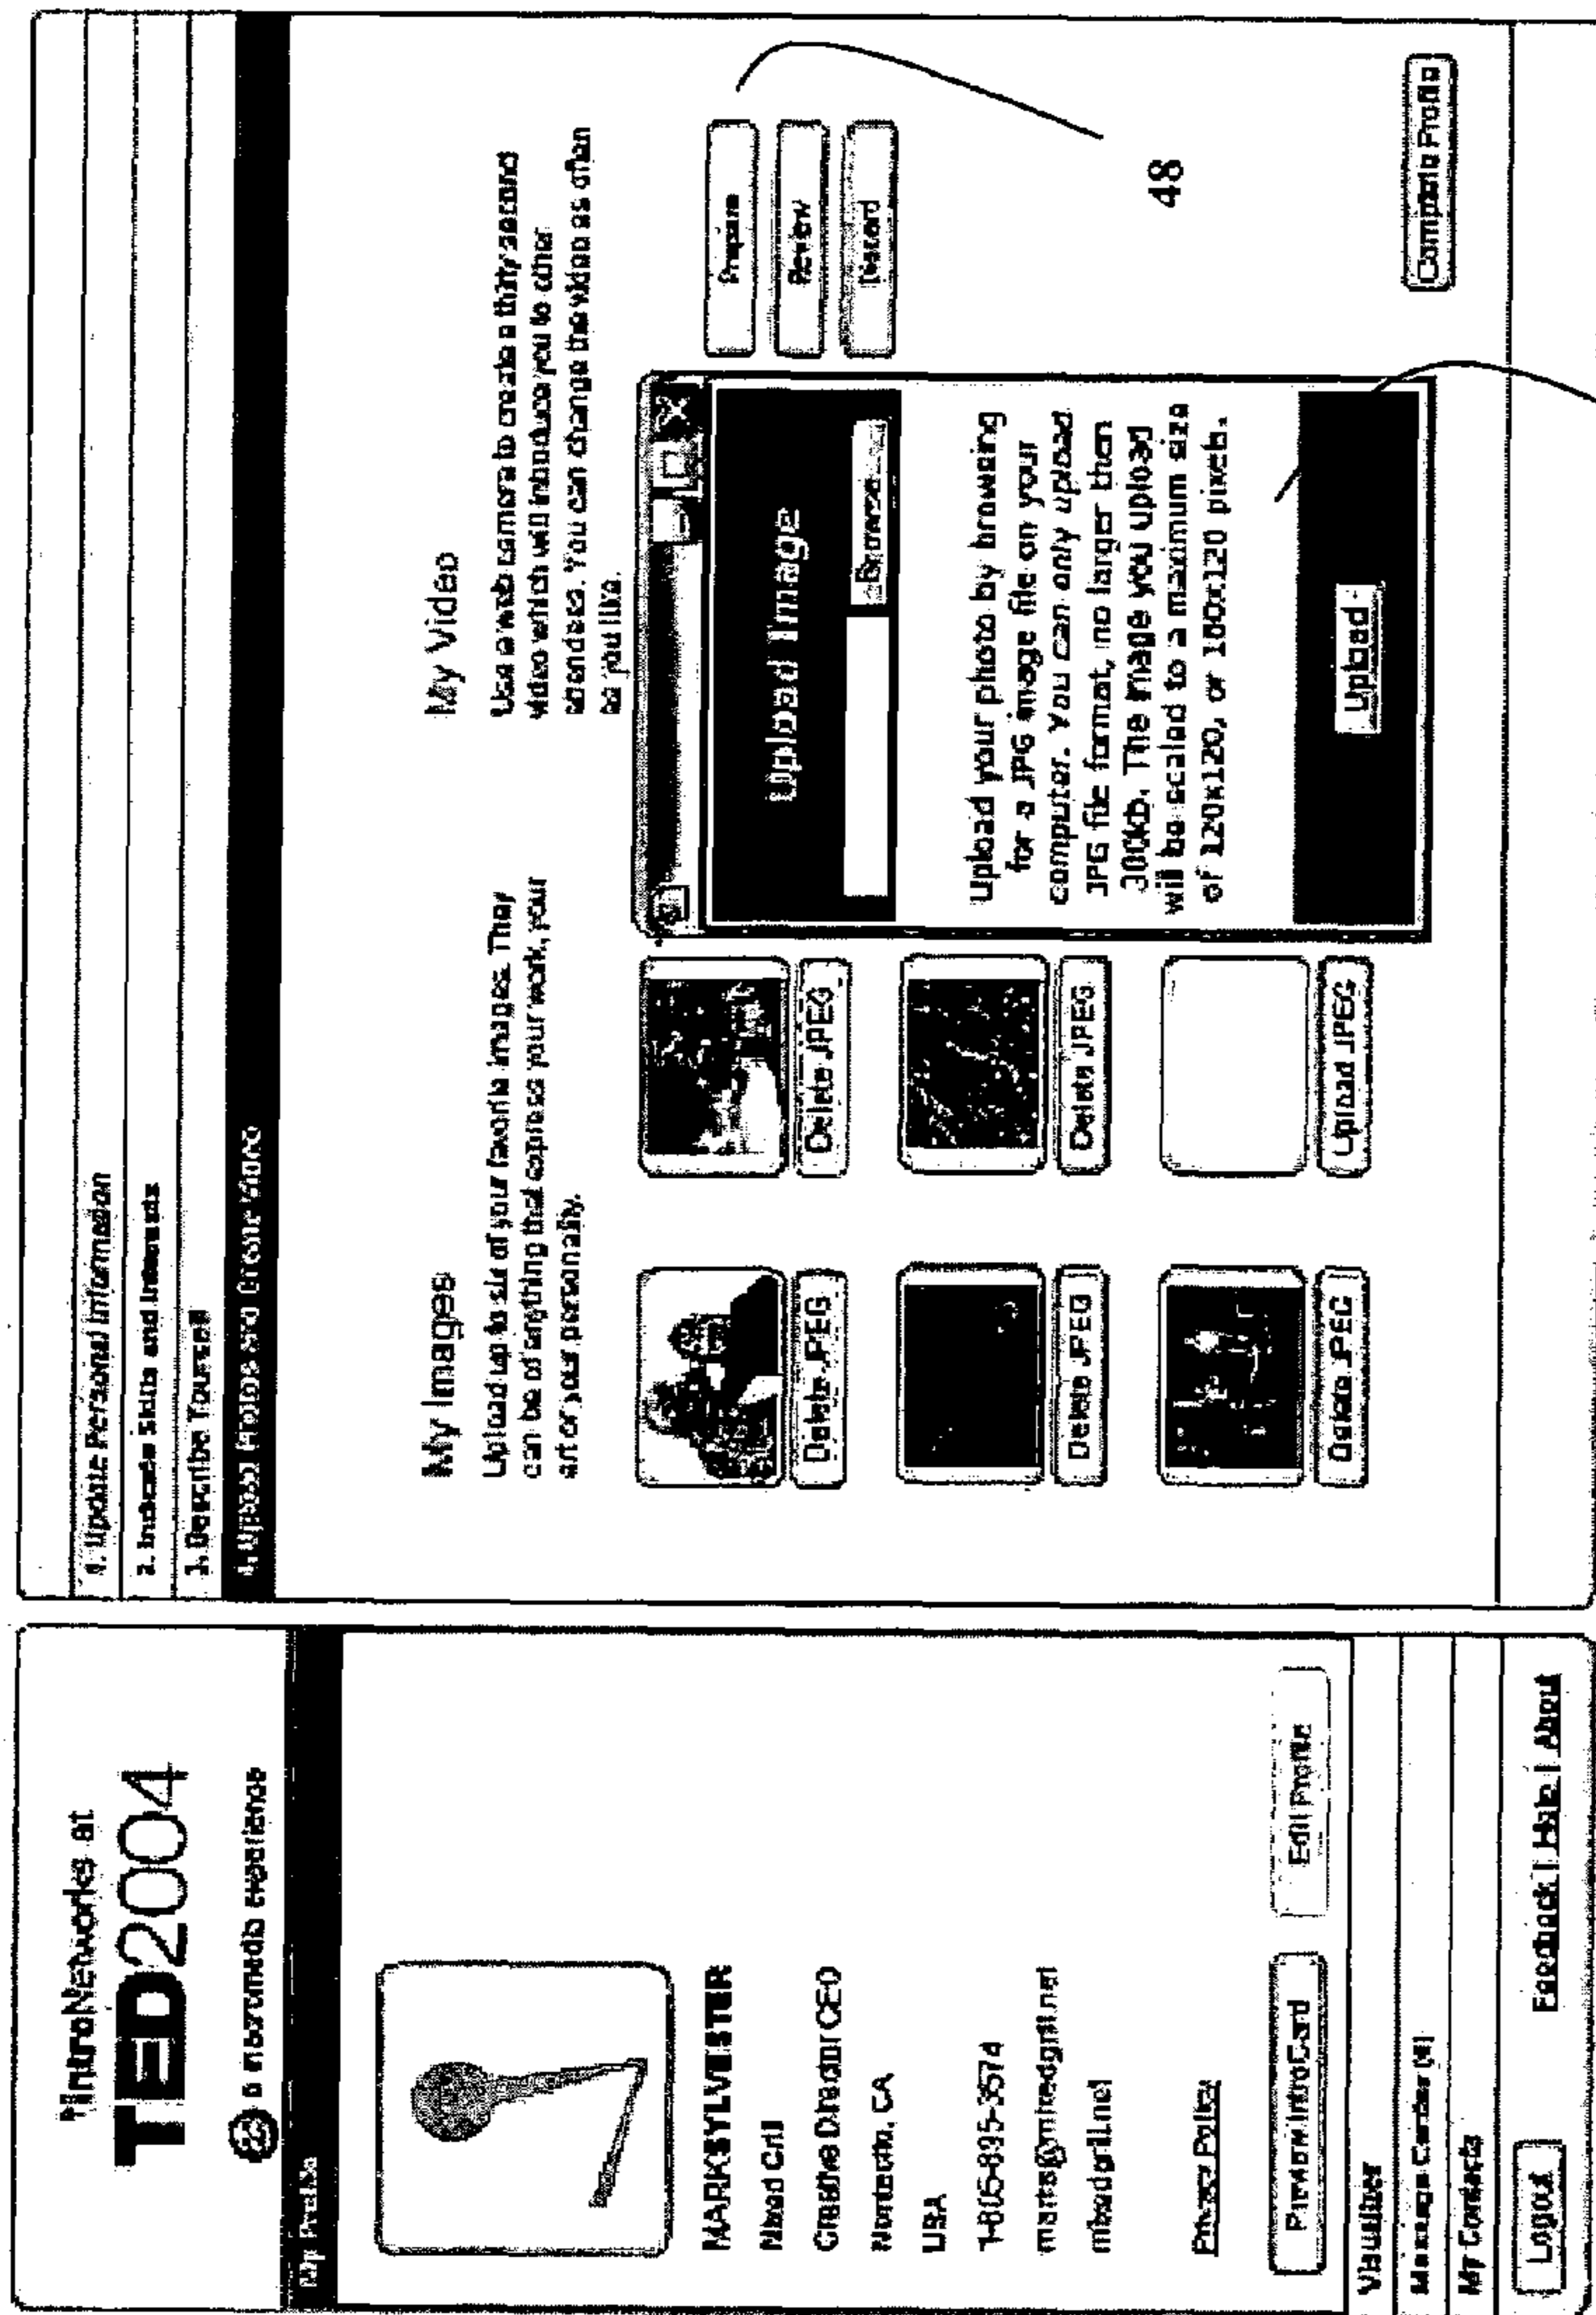 IntroNetworks at
TED2004
a macromedia experience
My Profile
MARK SYLVESTER
Mixed Grill
Creative Director CEO
CA
USA
1-805-895-3574
marks@mixedgrill.net
mixedgrill.net
Privacy Policy
Preview IntroCard
Edit Profile
Visualizer
Message Center
My Contacts
Logout
Feedback | Help | About
1. Update Personal Information
2. Indicate Skills and Interests
3. Describe Yourself
4. Upload Photos and Create Video
My Images
Upload up to six of your favorite images. They
can be of anything that express your work, your
art or your personality.
Delete JPEG
Delete JPEG
Delete JPEG
Delete JPEG
Delete JPEG
Upload JPEG
My Video
Use a web camera to create a thirty second
video which will introduce you to other
attendees. You can change the video as often
as you like.
Prepare
Review
Discard
48
Upload Image
Browse...
Upload your photo by browsing
for a JPG image file on your
computer. You can only upload
JPG file format, no larger then
300kb. The image you upload
will be scaled to a maximum size
of 120x120, or 160x120 pixels.
Upload
Complete Profile